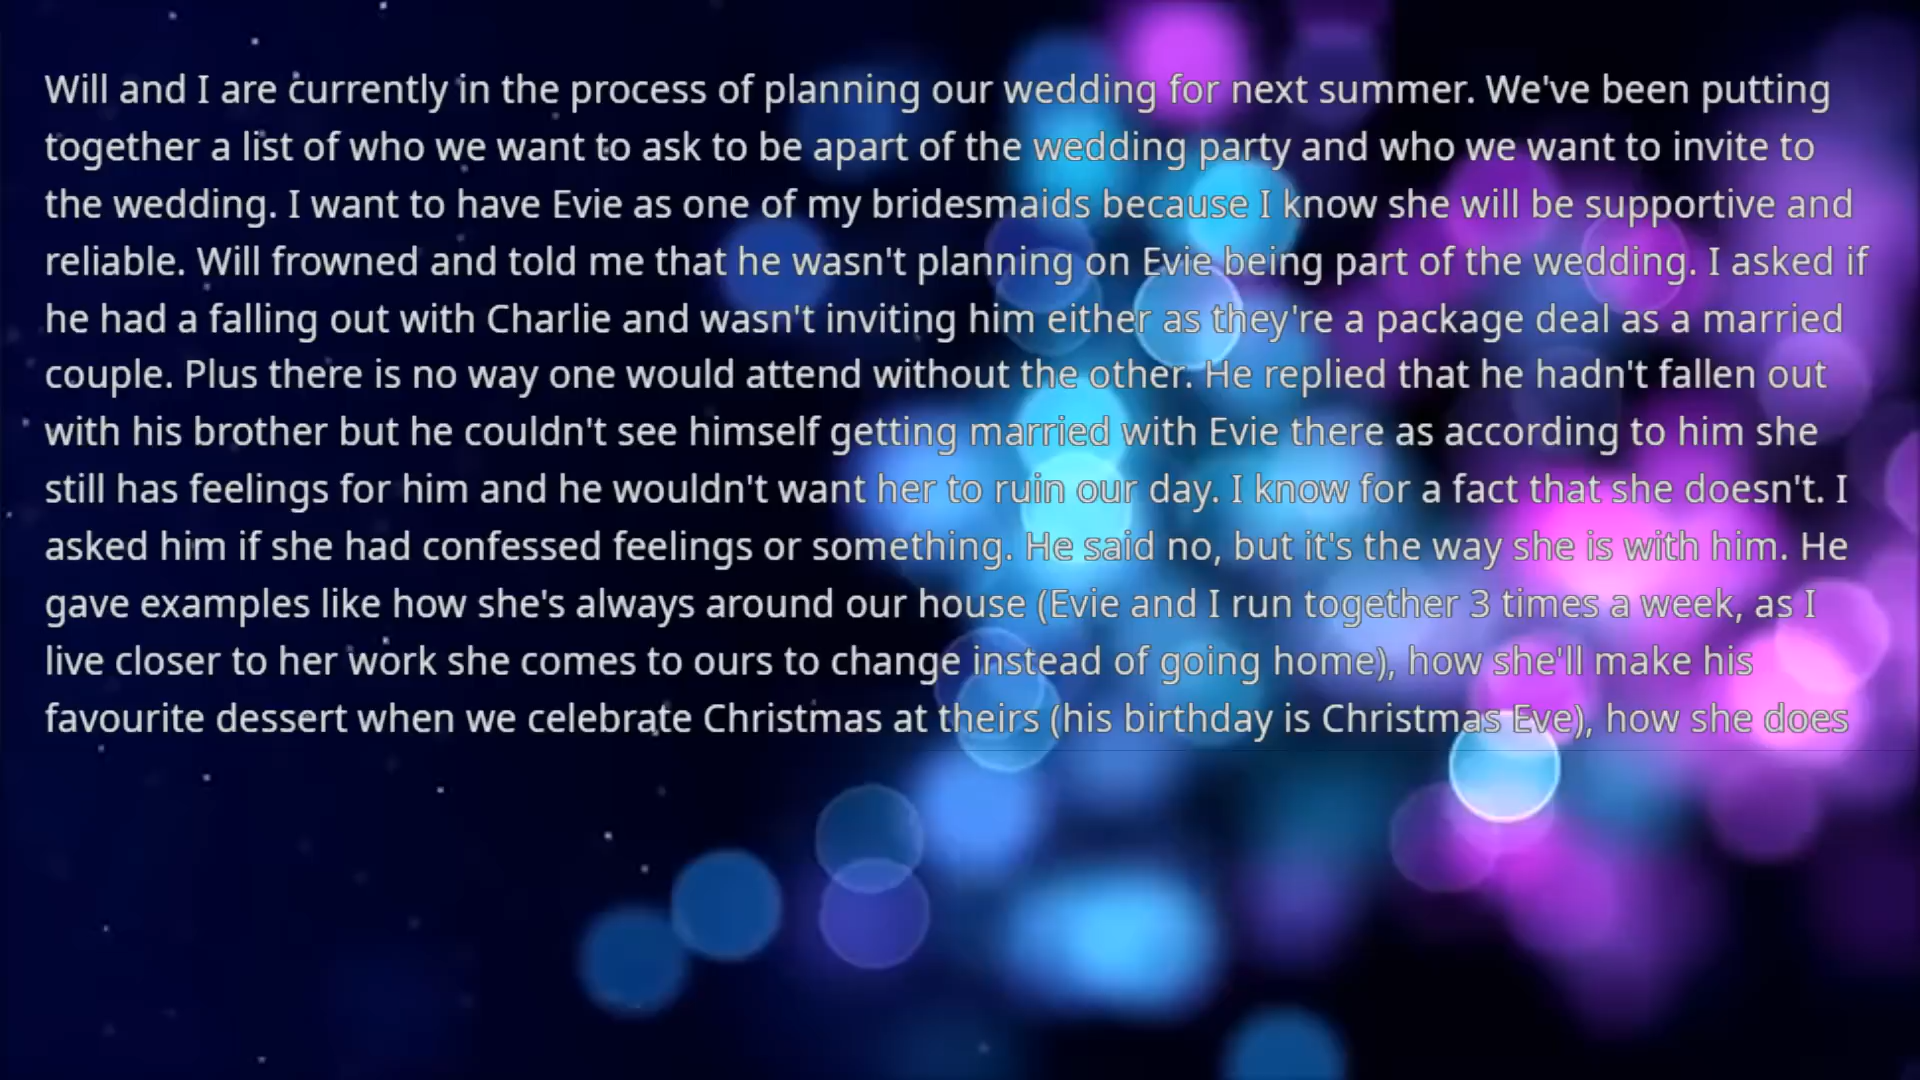 Will and I are currently in the process of planning our wedding for next summer. We've been putting
together a list of who we want to ask to be apart of the wedding party and who we want to invite to
the wedding. I want to have Evie as one of my bridesmaids because I know she will be supportive and
reliable. Will frowned and told me that he wasn't planning on Evie being part of the wedding. I asked if
he had a falling out with Charlie and wasn't inviting him either as they're a package deal as a married
couple. Plus there is no way one would attend without the other. He replied that he hadn't fallen out
with his brother but he couldn't see himself getting married with Evie there as according to him she
still has feelings for him and he wouldn't want her to ruin our day. I know for a fact that she doesn't. I
asked him if she had confessed feelings or something. He said no, but it's the way she is with him. He
gave examples like how she's always around our house (Evie and I run together 3 times a week, as I
live closer to her work she comes to ours to change instead of going home), how she'll make his
favourite dessert when we celebrate Christmas at theirs (his birthday is Christmas Eve), how she does